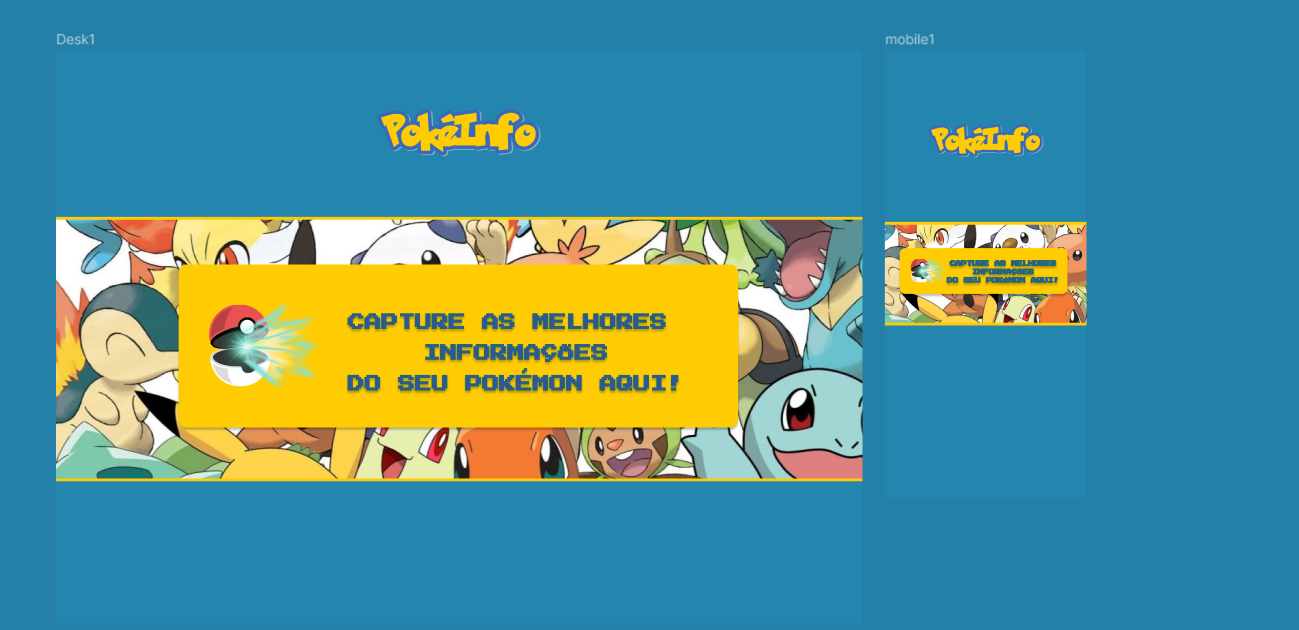 Desk1
PokéInfo
CAPTURE AS MELHORES
INFORMAÇÕES
DO SEU POKÉMON AQUI!
mobile1
PokéInfo
CAPTURE AS MELHORES
INFORMAÇÕES
DO SEU POKÉMON AQUI!